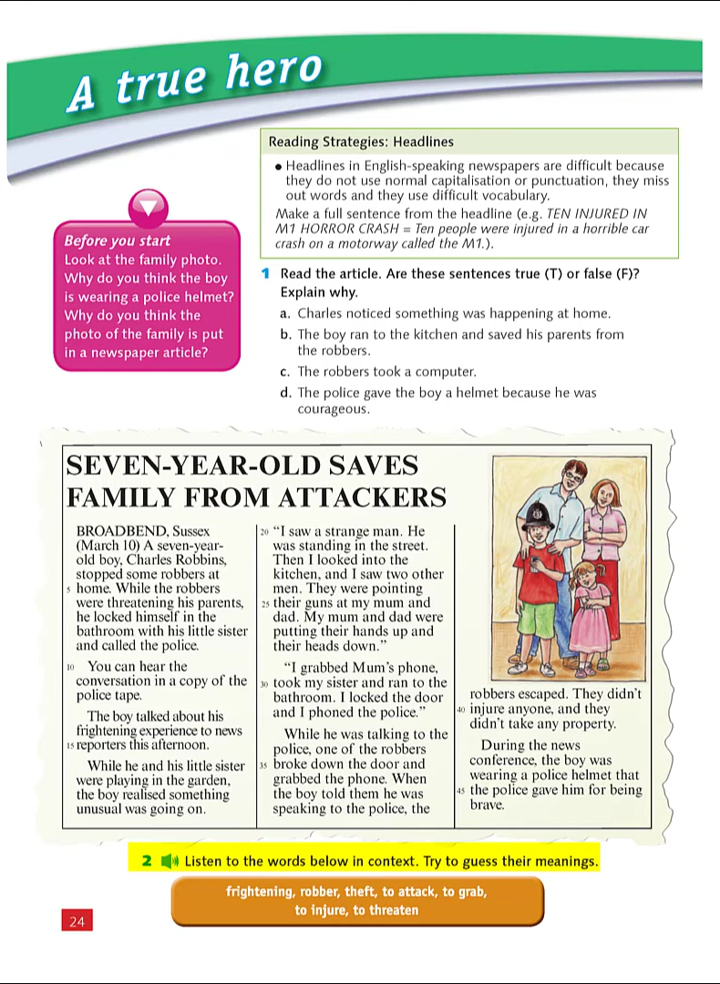 A true hero
Reading Strategies: Headlines
• Headlines in English-speaking newspapers are difficult because
they do not use normal capitalisation or punctuation, they miss
out words and they use difficult vocabulary.
Make a full sentence from the headline (e.g. TEN INJURED IN
M1 HORROR CRASH = Ten people were injured in a horrible car
crash on a motorway called the M1.).
Before you start
Look at the family photo.
Why do you think the boy
is wearing a police helmet?
Why do you think the
photo of the family is put
in a newspaper article?
1 Read the article. Are these sentences true (T) or false (F)?
Explain why.
a. Charles noticed something was happening at home.
b. The boy ran to the kitchen and saved his parents from
the robbers.
c. The robbers took a computer.
d. The police gave the boy a helmet because he was
courageous.
SEVEN-YEAR-OLD SAVES
FAMILY FROM ATTACKERS
BROADBEND, Sussex
(March 10) A seven-year-
old boy, Charles Robbins,
stopped some robbers at
5 home. While the robbers
were threatening his parents,
he locked himself in the
bathroom with his little sister
and called the police.
10 You can hear the
conversation in a copy of the
police tape.
The boy talked about his
frightening experience to news
15 reporters this afternoon.
While he and his little sister
were playing in the garden,
the boy realised something
unusual was going on.
20 “I saw a strange man. He
was standing in the street.
Then I looked into the
kitchen, and I saw two other
men. They were pointing
25 their guns at my mum and
dad. My mum and dad were
putting their hands up and
their heads down.”
“I grabbed Mum’s phone,
30 took my sister and ran to the
bathroom. I locked the door
and I phoned the police.”
While he was talking to the
police, one of the robbers
35 broke down the door and
grabbed the phone. When
the boy told them he was
speaking to the police, the
robbers escaped. They didn’t
40 injure anyone, and they
didn’t take any property.
During the news
conference, the boy was
wearing a police helmet that
45 the police gave him for being
brave.
2 Listen to the words below in context. Try to guess their meanings.
frightening, robber, theft, to attack, to grab,
to injure, to threaten
24